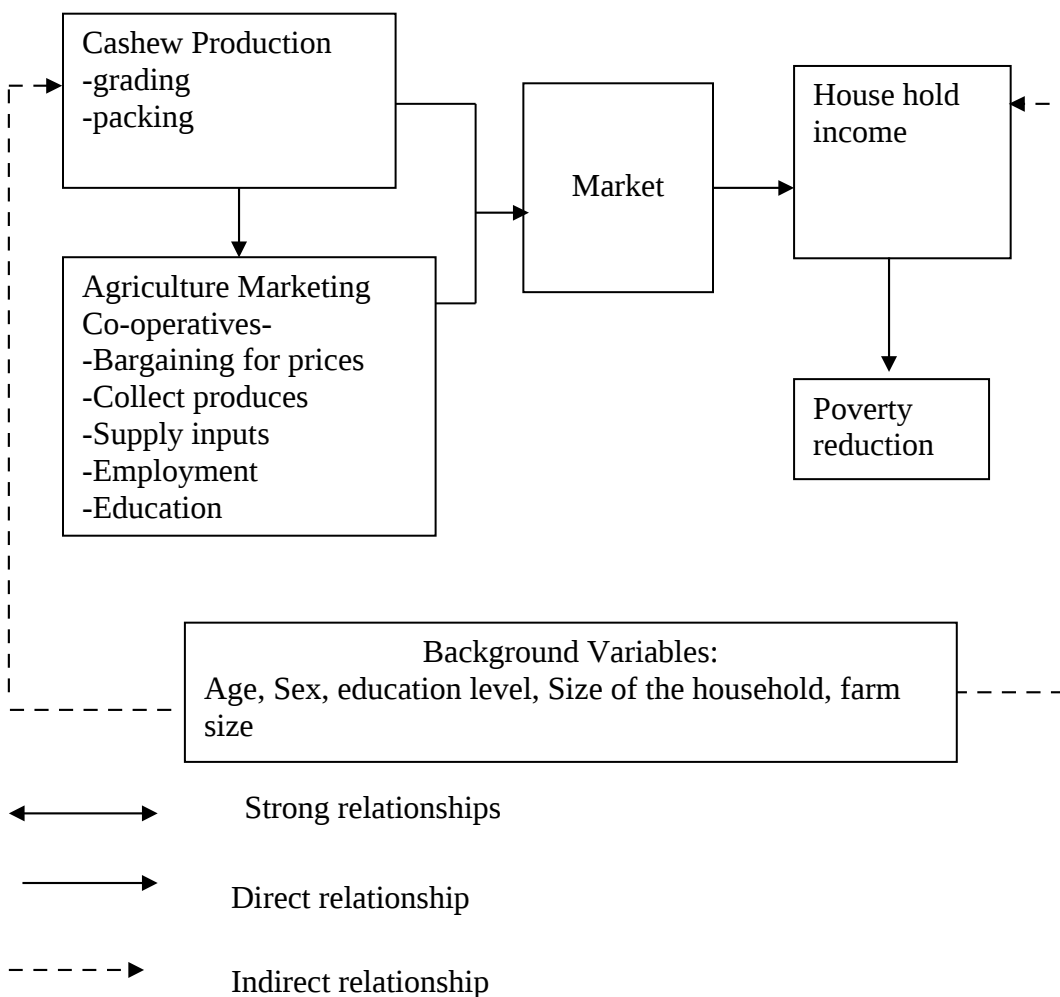 Cashew Production
-grading
-packing
Agriculture Marketing
Co-operatives-
-Bargaining for prices
-Collect produces
-Supply inputs
-Employment
-Education
Market
House hold
income
Poverty
reduction
Background Variables:
Age, Sex, education level, Size of the household, farm
size
Strong relationships
Direct relationship
Indirect relationship